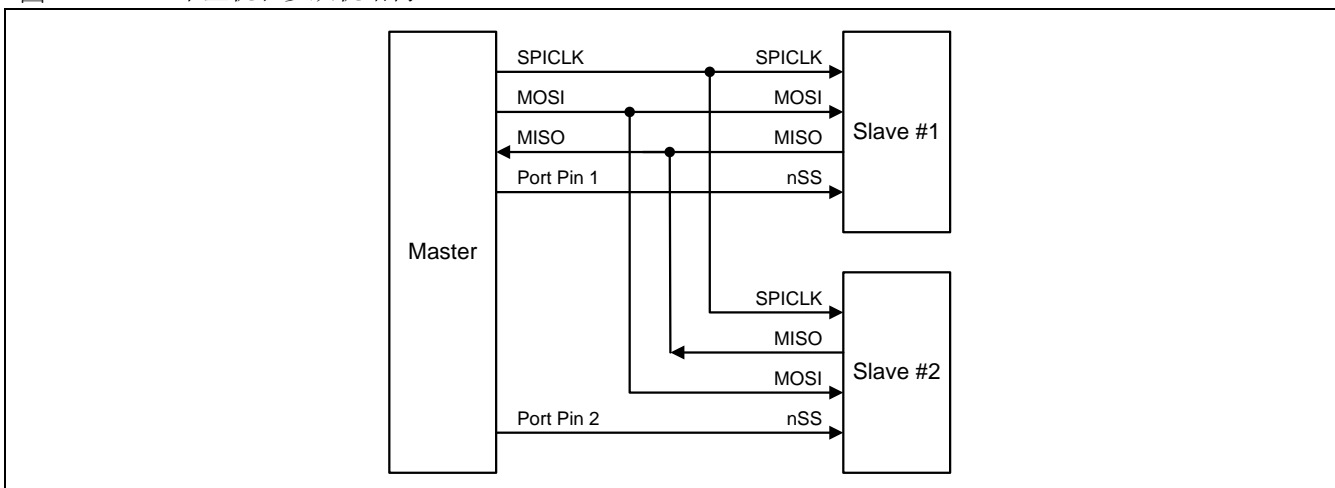 图
SPICLK SPICLK
MOSI MOSI
MISO MISO
Slave #1
Port Pin 1 nSS
Master
SPICLK
MISO
Slave #2
MOSI
Port Pin 2 nSS